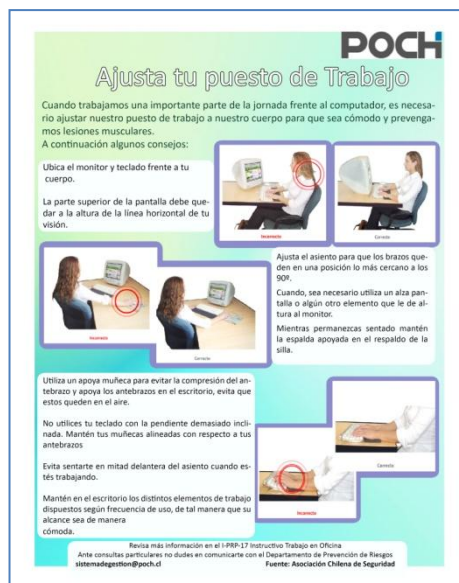 POCH
Ajusta tu puesto de Trabajo
Cuando trabajamos una importante parte de la jornada frente al computador, es necesa-
rio ajustar nuestro puesto de trabajo a nuestro cuerpo para que sea cómodo y prevenga-
mos lesiones musculares.
A continuación algunos consejos:
Ubica el monitor y teclado frente a tu
cuerpo.
La parte superior de la pantalla debe que-
dar a la altura de la línea horizontal de tu
visión.
Incorrecto
Correcto
Ajusta el asiento para que los brazos que-
den en una posición lo más cercano a los
90º.
Cuando, sea necesario utiliza un alza pan-
talla o algún otro elemento que le de al-
tura al monitor.
Mientras permanezcas sentado mantén
la espalda apoyada en el respaldo de la
silla.
Incorrecto
Correcto
Utiliza un apoya muñeca para evitar la compresión del an-
tebrazo y apoya los antebrazos en el escritorio, evita que
estos queden en el aire.
No utilices tu teclado con la pendiente demasiado incli-
nada. Mantén tus muñecas alineadas con respecto a tus
antebrazos
Evita sentarte en mitad delantera del asiento cuando es-
tés trabajando.
Mantén en el escritorio los distintos elementos de trabajo
dispuestos según frecuencia de uso, de tal manera que su
alcance sea de manera
cómoda.
Correcto
Incorrecto
Revisa más información en el I-PRP-17 Instructivo Trabajo en Oficina
Ante consultas particulares no dudes en comunicarte con el Departamento de Prevención de Riesgos
sistemadegestion@poch.cl Fuente: Asociación Chilena de Seguridad